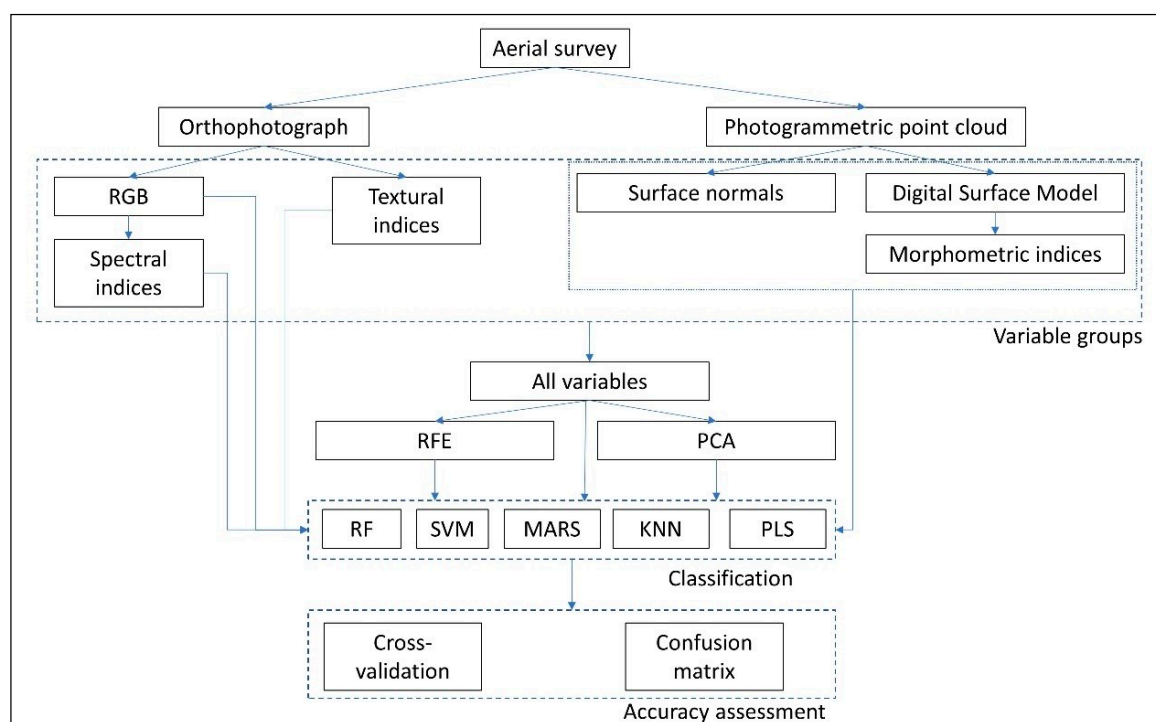 Aerial survey
Orthophotograph
Photogrammetric point cloud
RGB
Textural
indices
Surface normals
Digital Surface Model
Spectral
indices
Morphometric indices
Variable groups
All variables
RFE
PCA
RF
SVM
MARS
KNN
PLS
Classification
Cross-
validation
Confusion
matrix
Accuracy assessment